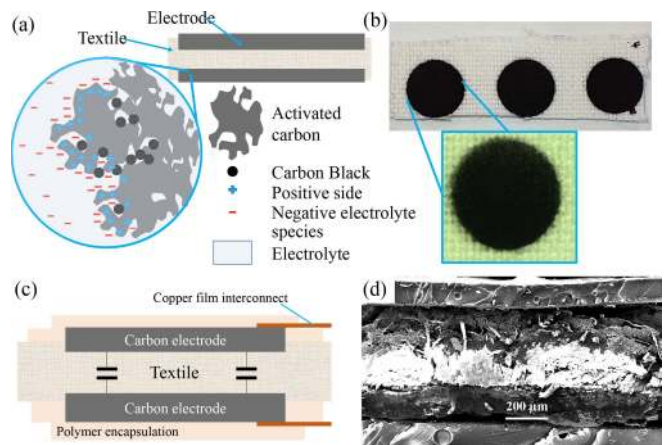 (a)
Electrode
Textile
Activated
carbon
Carbon Black
Positive side
Negative electrolyte
species
Electrolyte
(b)
(c)
Copper film interconnect
Carbon electrode
Textile
Carbon electrode
Polymer encapsulation
(d)
200 µm